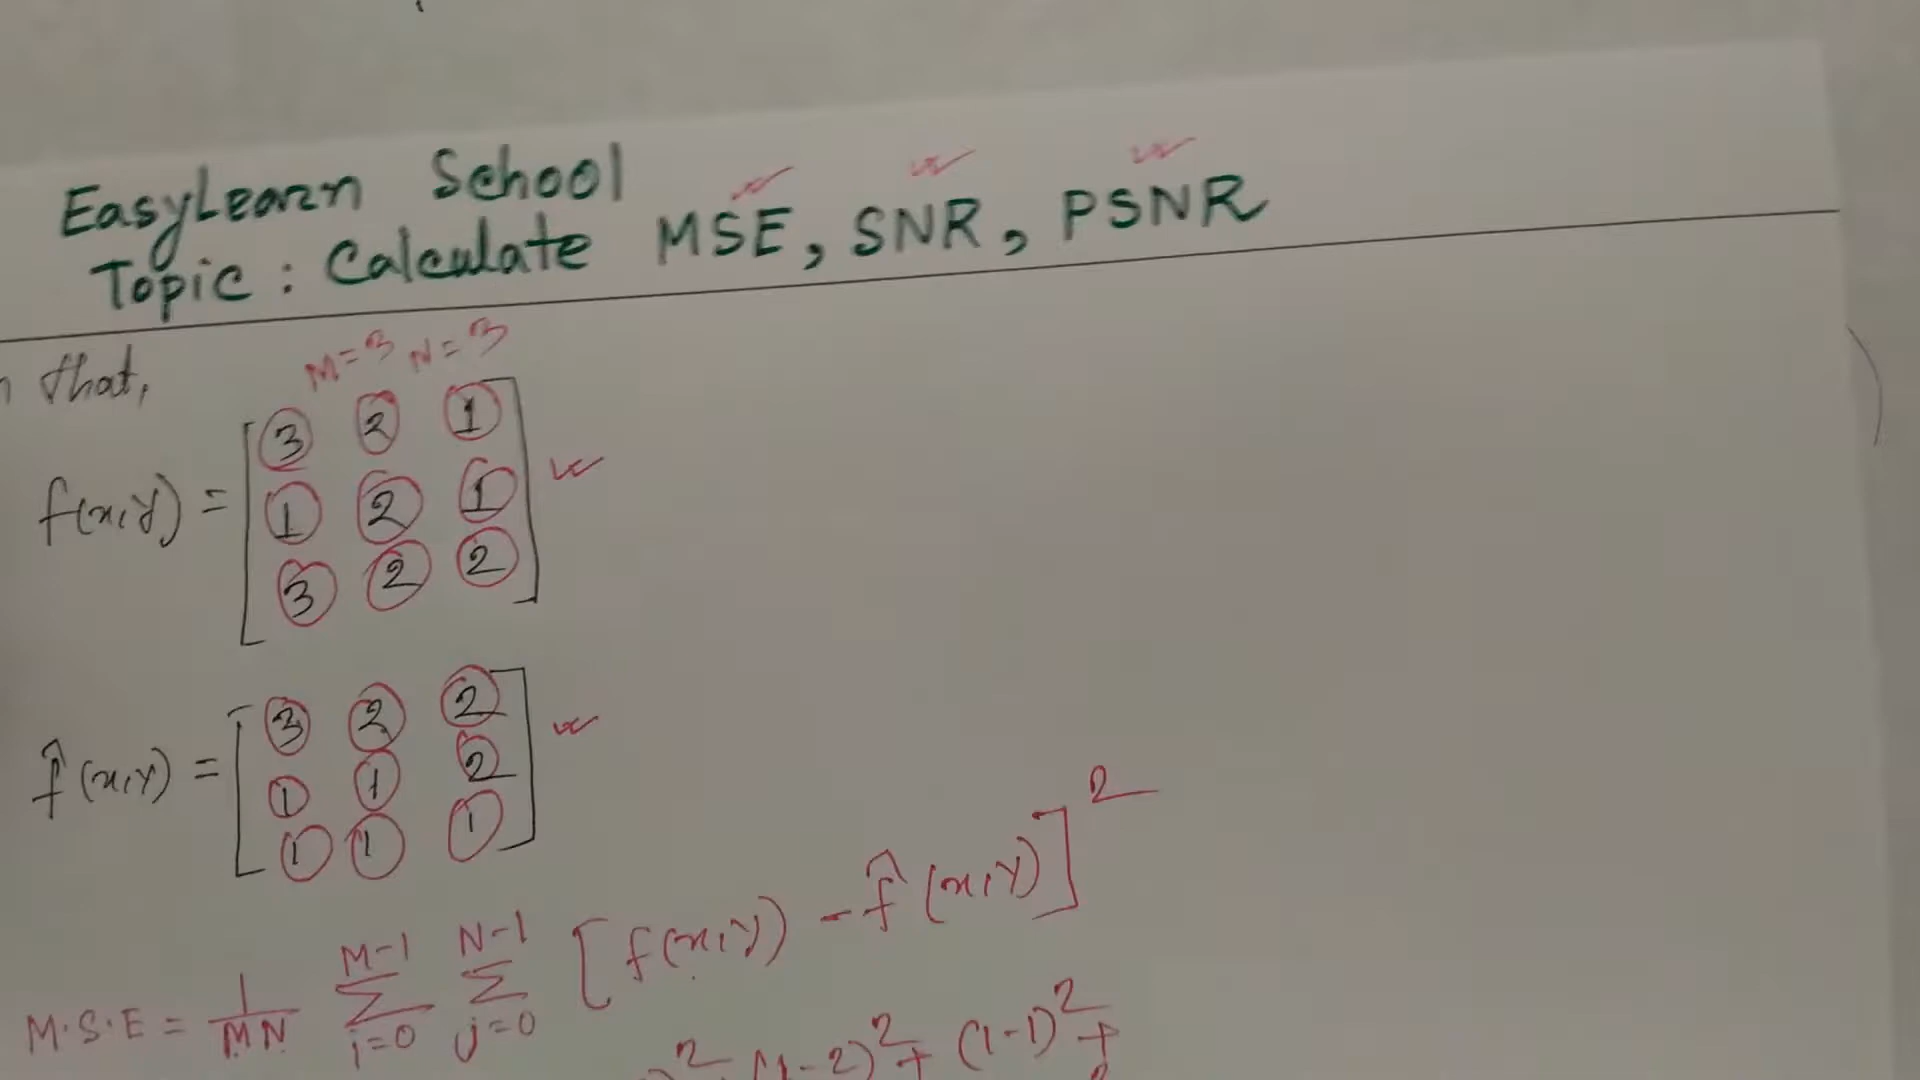 EasyLearn School
Topic : Calculate MSE, SNR, PSNR
that,
M=3 N=3
f(x,y) =
3 2 1
1 2 1
3 2 2
f̂(x,y) =
3 2 2
1 1 2
1 1 1
M.S.E = 1/MN M-1 Σ i=0 N-1 Σ j=0 [f(x,y) - f̂(x,y)]²
(1-2)² + (1-1)² +